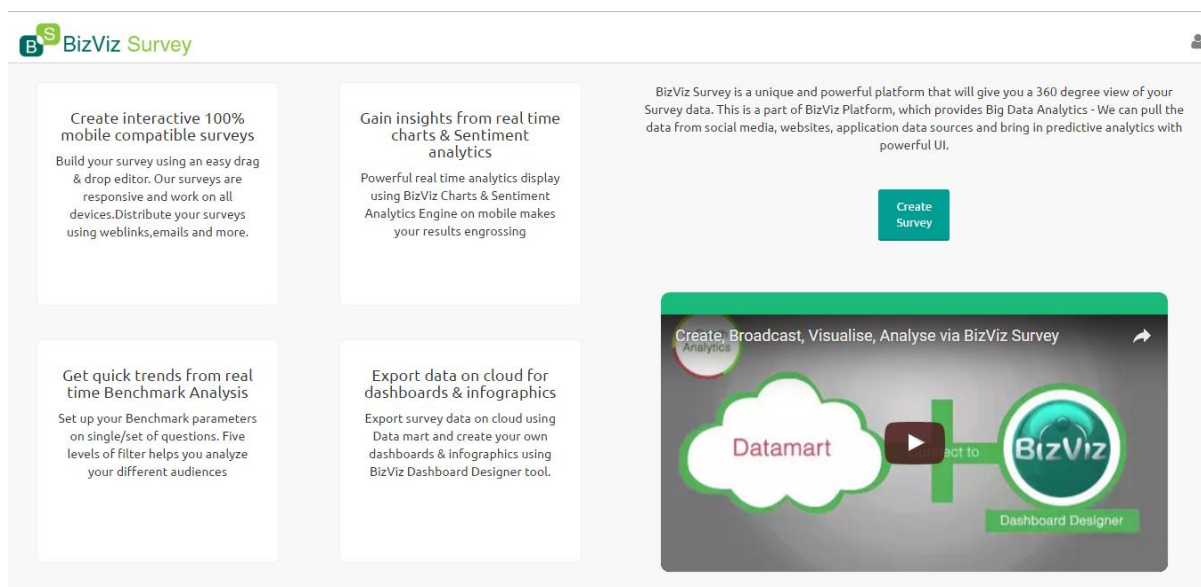 BS BizViz Survey
Create interactive 100%
mobile compatible surveys
Build your survey using an easy drag
& drop editor. Our surveys are
responsive and work on all
devices.Distribute your surveys
using weblinks,emails and more.
Gain insights from real time
charts & Sentiment
analytics
Powerful real time analytics display
using BizViz Charts & Sentiment
Analytics Engine on mobile makes
your results engrossing
BizViz Survey is a unique and powerful platform that will give you a 360 degree view of your
Survey data. This is a part of BizViz Platform, which provides Big Data Analytics - We can pull the
data from social media, websites, application data sources and bring in predictive analytics with
powerful UI.
Create
Survey
Get quick trends from real
time Benchmark Analysis
Set up your Benchmark parameters
on single/set of questions. Five
levels of filter helps you analyze
your different audiences
Export data on cloud for
dashboards & infographics
Export survey data on cloud using
Data mart and create your own
dashboards & infographics using
BizViz Dashboard Designer tool.
Create, Broadcast, Visualise, Analyse via BizViz Survey
Analytics
Datamart
to
BizViz
Dashboard Designer